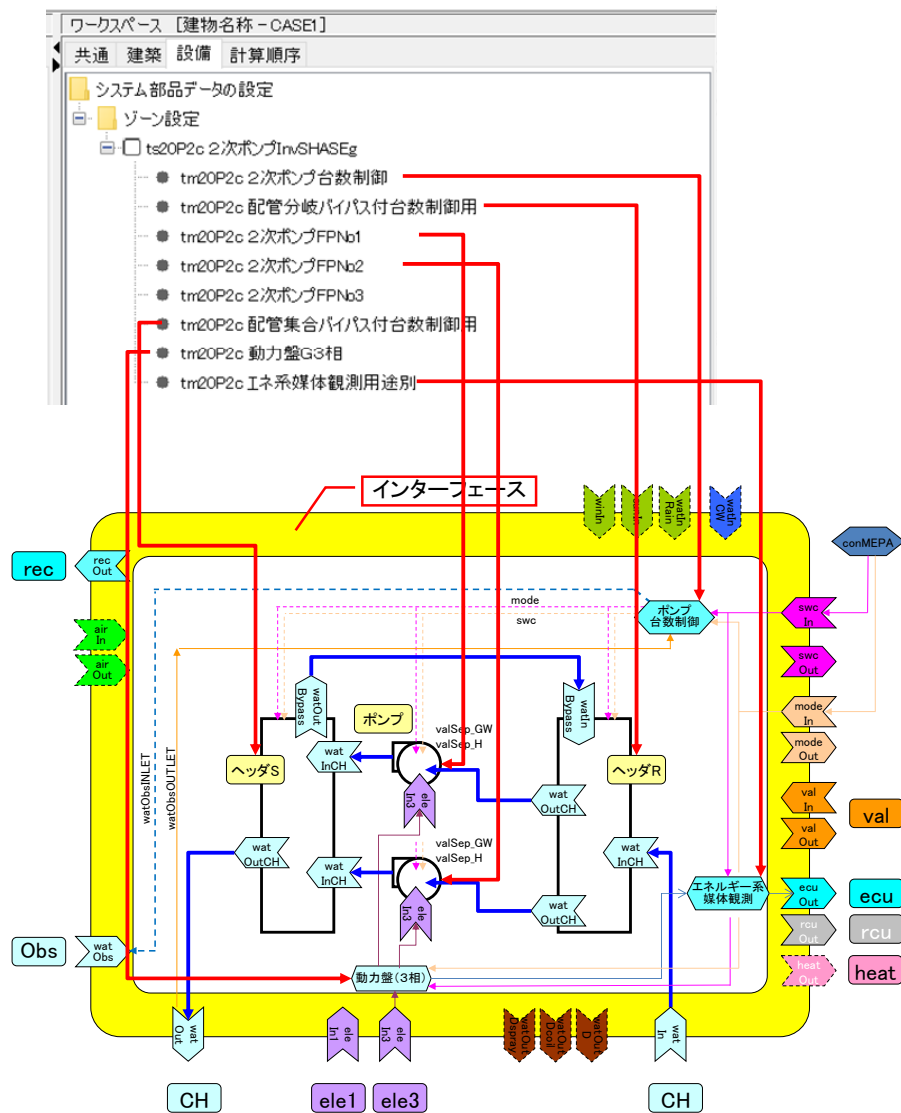 ワークスペース [建物名称-CASE1]
共通 建築 設備 計算順序
システム部品データの設定
ゾーン設定
ts20P2c 2次ポンプInvSHASEg
tm20P2c 2次ポンプ台数制御
tm20P2c 配管分岐バイパス付台数制御用
tm20P2c 2次ポンプFPNo1
tm20P2c 2次ポンプFPNo2
tm20P2c 2次ポンプFPNo3
tm20P2c 配管集合バイパス付台数制御用
tm20P2c 動力盤G3相
tm20P2c エネ系媒体観測用途別
インターフェース
winIn
watIn
Rain
watIn
CW
conMEPA
rec
rec
Out
air
In
air
Out
mode
swc
ポンプ
台数制御
swc
In
swc
Out
mode
In
mode
Out
val
In
val
Out
val
watObsINLET
watObsOUTLET
watOut
Bypass
watIn
Bypass
ポンプ
valSep_GW
valSep_H
wat
InCH
ヘッダS
ヘッダR
ele
In3
wat
OutCH
wat
OutCH
wat
InCH
valSep_GW
valSep_H
wat
InCH
ele
In3
wat
OutCH
エネルギー系
媒体観測
ecu
Out
ecu
rcu
Out
rcu
heat
Out
heat
Obs
wat
Obs
動力盤(3相)
wat
Out
ele
In1
ele
In3
watOut
Dspray
watOut
Dcoil
watOut
D
wat
In
CH
ele1
ele3
CH